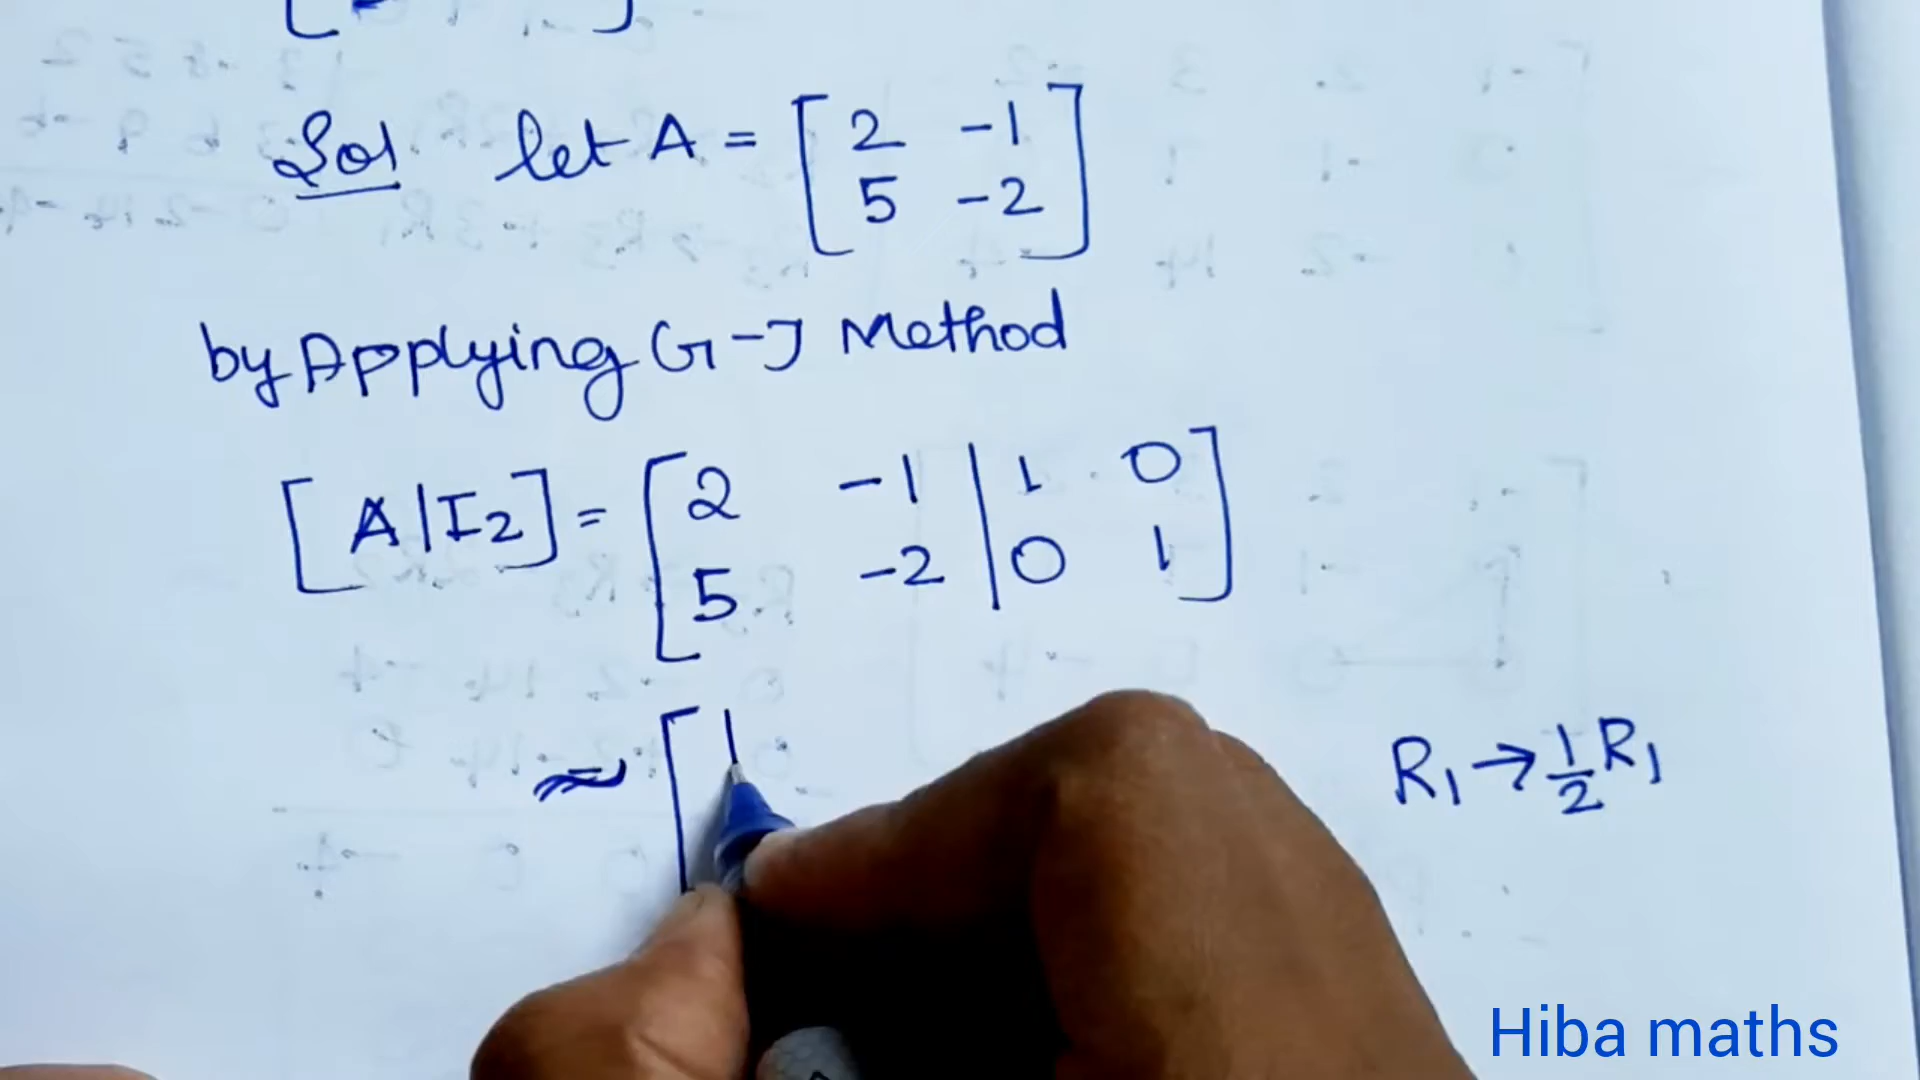 Sol let A = [2 -1
5 -2]
by Applying G-J Method
[A|I2] = [2 -1 | 1 0
5 -2 | 0 1]
≈ [1 R1→1/2 R1
Hiba maths